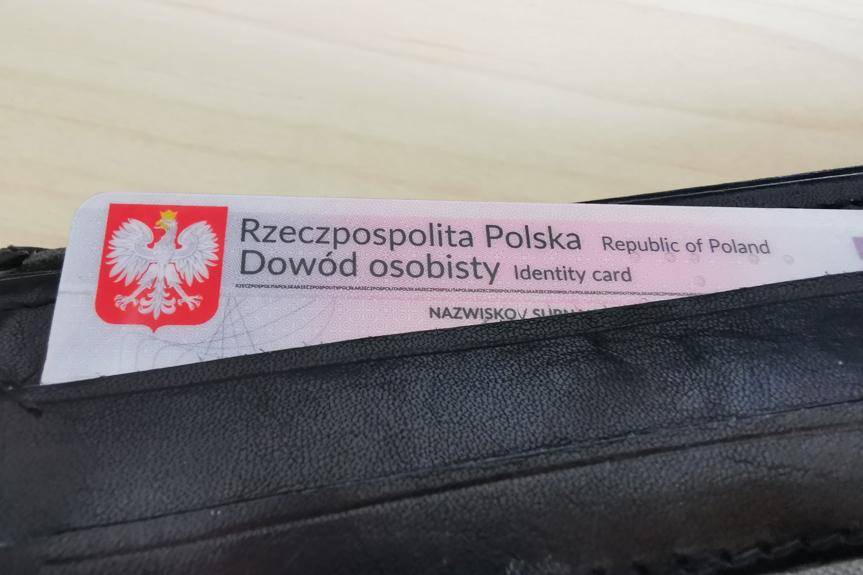 Rzeczpospolita Polska Republic of Poland
Dowód osobisty Identity card
NAZWISKO /